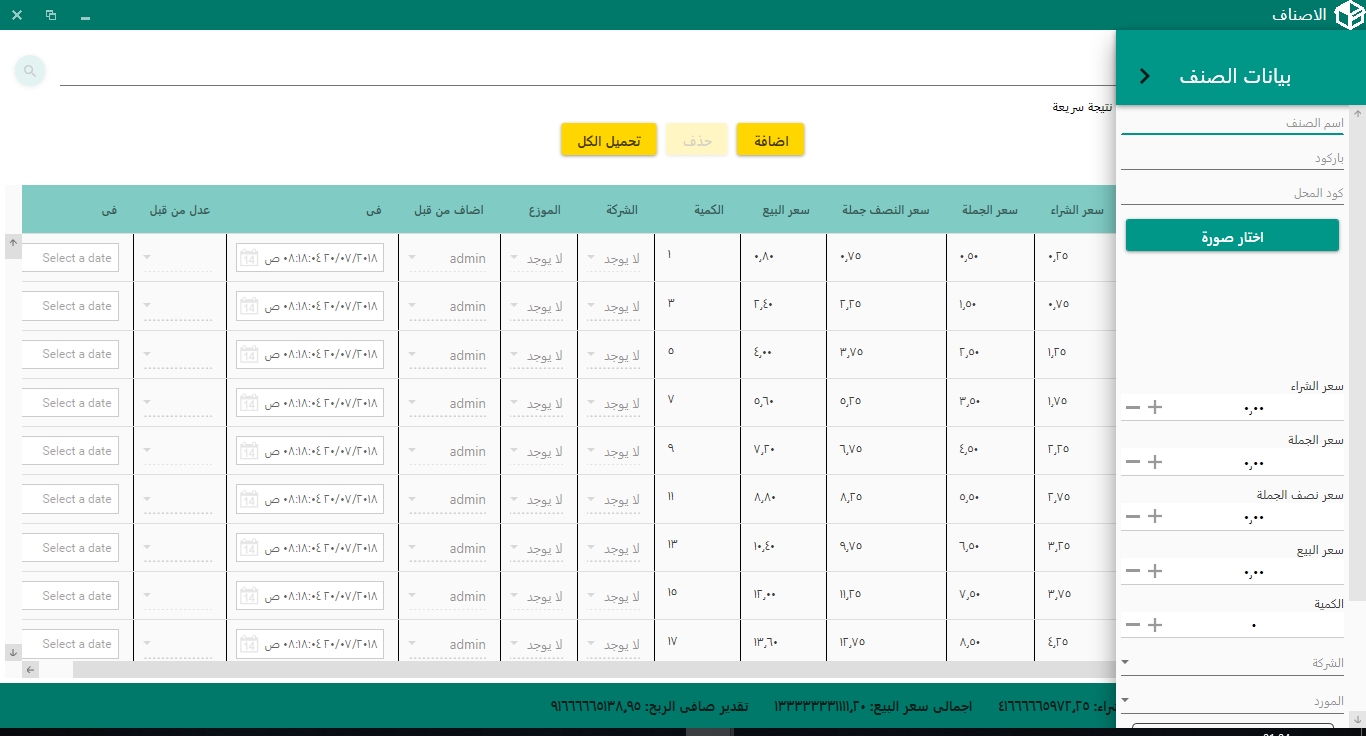 الاصناف
بيانات الصنف
اسم الصنف
باركود
كود المحل
اختار صورة
سعر الشراء
٠٫٠٠
سعر الجملة
٠٫٠٠
سعر نصف الجملة
٠٫٠٠
سعر البيع
٠٫٠٠
الكمية
٠
الشركة
المورد
نتيجة سريعة
اضافة حذف تحميل الكل
سعر الشراء سعر الجملة سعر النصف جملة سعر البيع الكمية الشركة الموزع اضاف من قبل فى عدل من قبل فى
٠٫٢٥ ٠٫٥٠ ٠٫٧٥ ٠٫٨٠ ١ لا يوجد لا يوجد admin ٢٠/٠٧/٢٠١٨ ٠٨:١٨:٠٤ ص Select a date
٠٫٧٥ ١٫٥٠ ٢٫٢٥ ٢٫٤٠ ٣ لا يوجد لا يوجد admin ٢٠/٠٧/٢٠١٨ ٠٨:١٨:٠٤ ص Select a date
١٫٢٥ ٢٫٥٠ ٣٫٧٥ ٤٫٠٠ ٥ لا يوجد لا يوجد admin ٢٠/٠٧/٢٠١٨ ٠٨:١٨:٠٤ ص Select a date
١٫٧٥ ٣٫٥٠ ٥٫٢٥ ٥٫٦٠ ٧ لا يوجد لا يوجد admin ٢٠/٠٧/٢٠١٨ ٠٨:١٨:٠٤ ص Select a date
٢٫٢٥ ٤٫٥٠ ٦٫٧٥ ٧٫٢٠ ٩ لا يوجد لا يوجد admin ٢٠/٠٧/٢٠١٨ ٠٨:١٨:٠٤ ص Select a date
٢٫٧٥ ٥٫٥٠ ٨٫٢٥ ٨٫٨٠ ١١ لا يوجد لا يوجد admin ٢٠/٠٧/٢٠١٨ ٠٨:١٨:٠٤ ص Select a date
٣٫٢٥ ٦٫٥٠ ٩٫٧٥ ١٠٫٤٠ ١٣ لا يوجد لا يوجد admin ٢٠/٠٧/٢٠١٨ ٠٨:١٨:٠٤ ص Select a date
٣٫٧٥ ٧٫٥٠ ١١٫٢٥ ١٢٫٠٠ ١٥ لا يوجد لا يوجد admin ٢٠/٠٧/٢٠١٨ ٠٨:١٨:٠٤ ص Select a date
٤٫٢٥ ٨٫٥٠ ١٢٫٧٥ ١٣٫٦٠ ١٧ لا يوجد لا يوجد admin ٢٠/٠٧/٢٠١٨ ٠٨:١٨:٠٤ ص Select a date
٤١٦٦٦٦٦٥٩٧٢٫٢٥ اجمالى سعر البيع: ١٣٣٣٣٣٣٣١١١١٫٢٠ تقدير صافى الربح: ٩١٦٦٦٦٦٥١٣٨٫٩٥